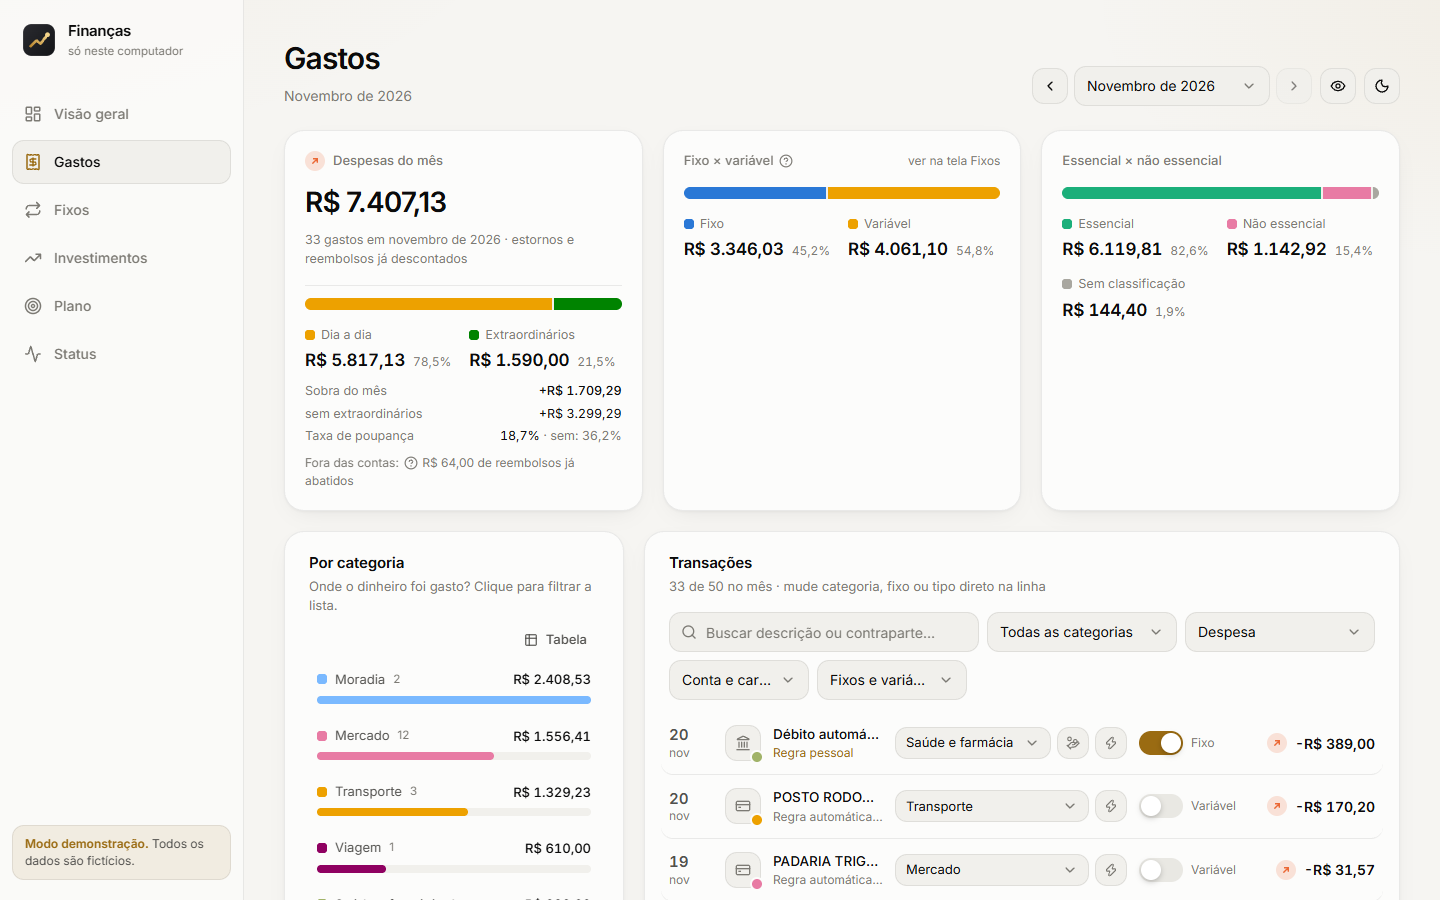 Finanças
só neste computador
Visão geral
Gastos
Fixos
Investimentos
Plano
Status
Modo demonstração. Todos os
dados são fictícios.
Gastos
Novembro de 2026
Novembro de 2026
Despesas do mês
R$ 7.407,13
33 gastos em novembro de 2026 · estornos e
reembolsos já descontados
Dia a dia
R$ 5.817,13 78,5%
Extraordinários
R$ 1.590,00 21,5%
Sobra do mês +R$ 1.709,29
sem extraordinários +R$ 3.299,29
Taxa de poupança 18,7% · sem: 36,2%
Fora das contas: R$ 64,00 de reembolsos já
abatidos
Fixo × variável ver na tela Fixos
Fixo
R$ 3.346,03 45,2%
Variável
R$ 4.061,10 54,8%
Essencial × não essencial
Essencial
R$ 6.119,81 82,6%
Não essencial
R$ 1.142,92 15,4%
Sem classificação
R$ 144,40 1,9%
Por categoria
Onde o dinheiro foi gasto? Clique para filtrar a
lista.
Tabela
Moradia 2 R$ 2.408,53
Mercado 12 R$ 1.556,41
Transporte 3 R$ 1.329,23
Viagem 1 R$ 610,00
Transações
33 de 50 no mês · mude categoria, fixo ou tipo direto na linha
Buscar descrição ou contraparte...
Todas as categorias
Despesa
Conta e car...
Fixos e variá...
20 nov
Débito automá...
Regra pessoal
Saúde e farmácia
Fixo
-R$ 389,00
20 nov
POSTO RODO...
Regra automática...
Transporte
Variável
-R$ 170,20
19 nov
PADARIA TRIG...
Regra automática...
Mercado
Variável
-R$ 31,57